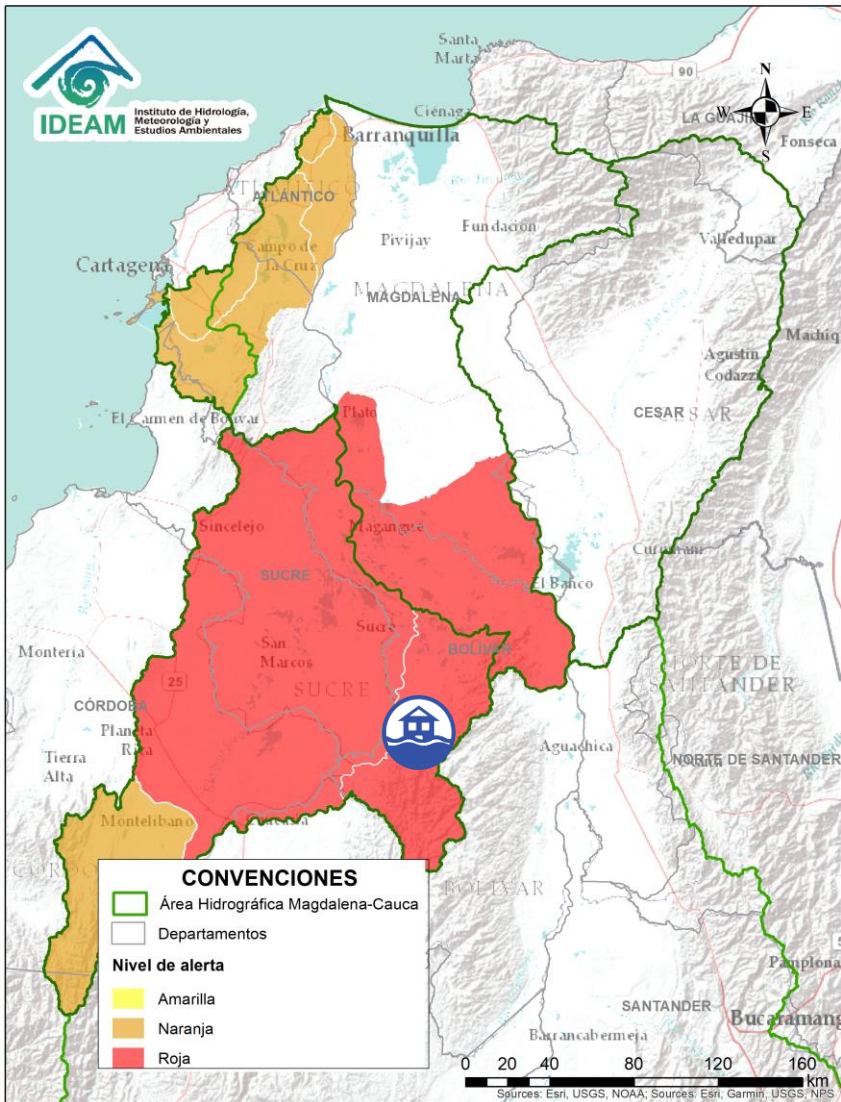 IDEAM
Instituto de Hidrología,
Meteorología y
Estudios Ambientales
Santa
Marta
90
N
W
E
S
LA GUAJIRA
Ciénaga
Barranquilla
Fonseca
ATLÁNTICO
Fundación
Pivijay
Valledupar
Campo de
la Cruz
Cartagena
MAGDALENA
MAGDALENA
Agustín
Codazzi
El Carmen de Bolívar
Plato
CESAR
CESAR
Sincelejo
Magangué
Curumaní
SUCRE
El Banco
Sucre
Montería
San
Marcos
BOLÍVAR
NORTE DE
SANTANDER
25
SUCRE
CÓRDOBA
Planeta
Rica
Aguachica
Tierra
Alta
NORTE DE SANTANDER
Montelíbano
Caucasia
BOLÍVAR
CONVENCIONES
Área Hidrográfica Magdalena-Cauca
Departamentos
Nivel de alerta
Amarilla
Naranja
Roja
Pamplona
SANTANDER
Bucaramang
Barrancabermeja
0 20 40 80 120 160
km
Sources: Esri, USGS, NOAA; Sources: Esri, Garmin, USGS, NPS